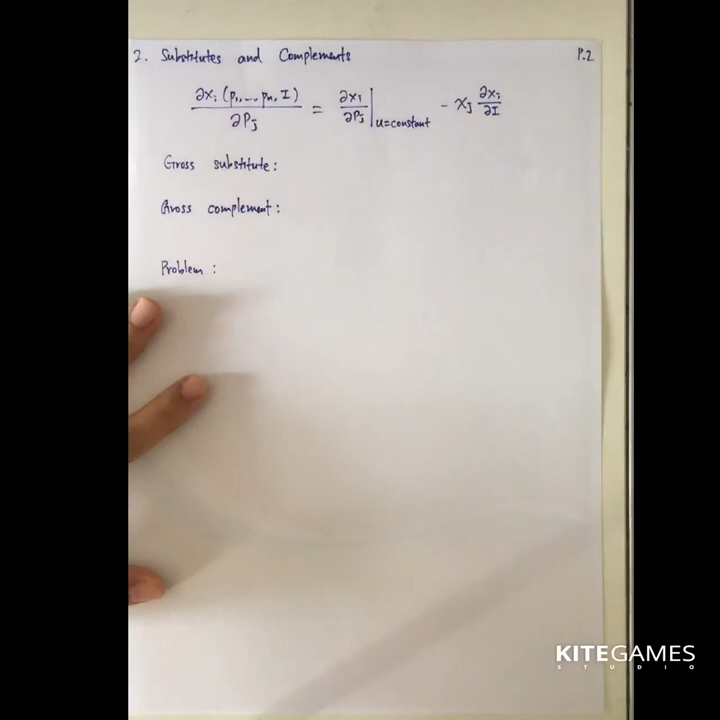 2. Substitutes and Complements P.2
∂xi (p1,... pn, I) / ∂Pj = ∂xi / ∂Pj | u=constant - xj ∂xi / ∂I
Gross substitute:
Gross complement:
Problem :
KITEGAMES
STUDIO